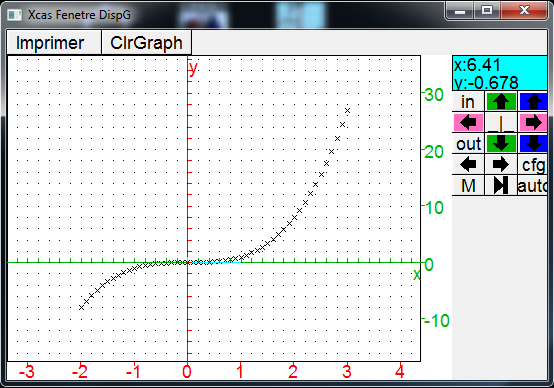 Xcas Fenetre DispG
Imprimer ClrGraph
x:6.41
y:-0.678
in
_|_
out
cfg
M auto
y
30
20
10
0
x
-10
-3 -2 -1 0 1 2 3 4